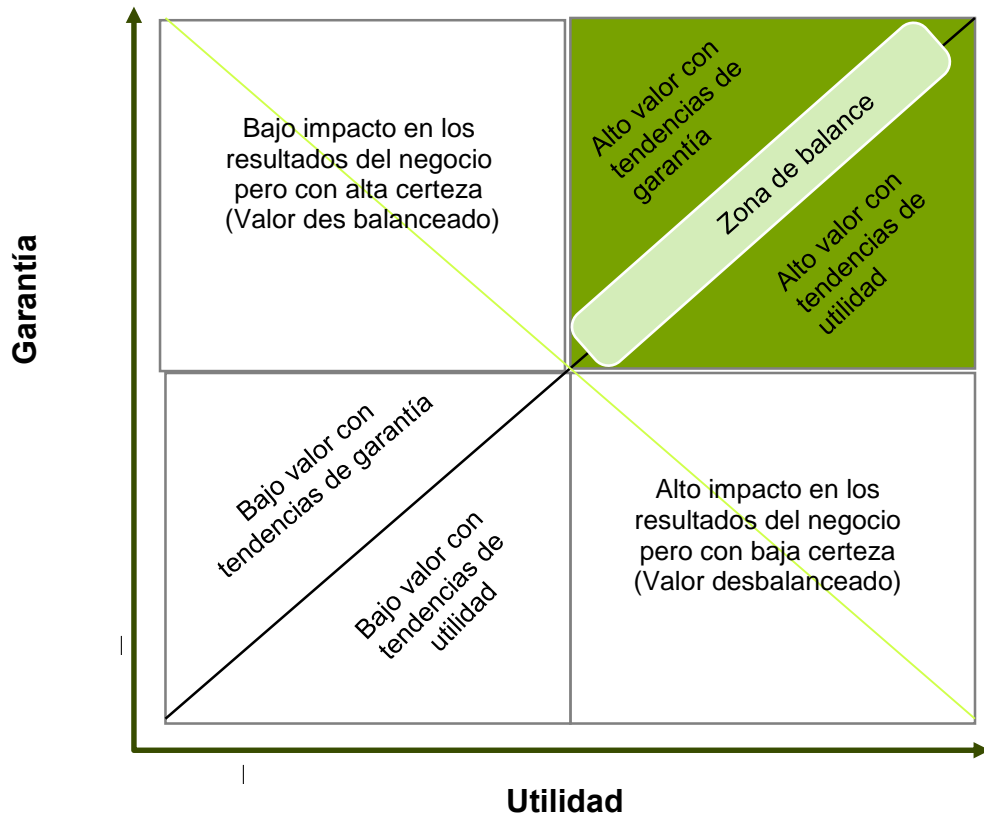 Garantía
Bajo impacto en los
resultados del negocio
pero con alta certeza
(Valor des balanceado)
Alto valor con
tendencias de
garantía
Zona de balance
Alto valor con
tendencias de
utilidad
Bajo valor con
tendencias de garantía
Bajo valor con
tendencias de
utilidad
Alto impacto en los
resultados del negocio
pero con baja certeza
(Valor desbalanceado)
Utilidad